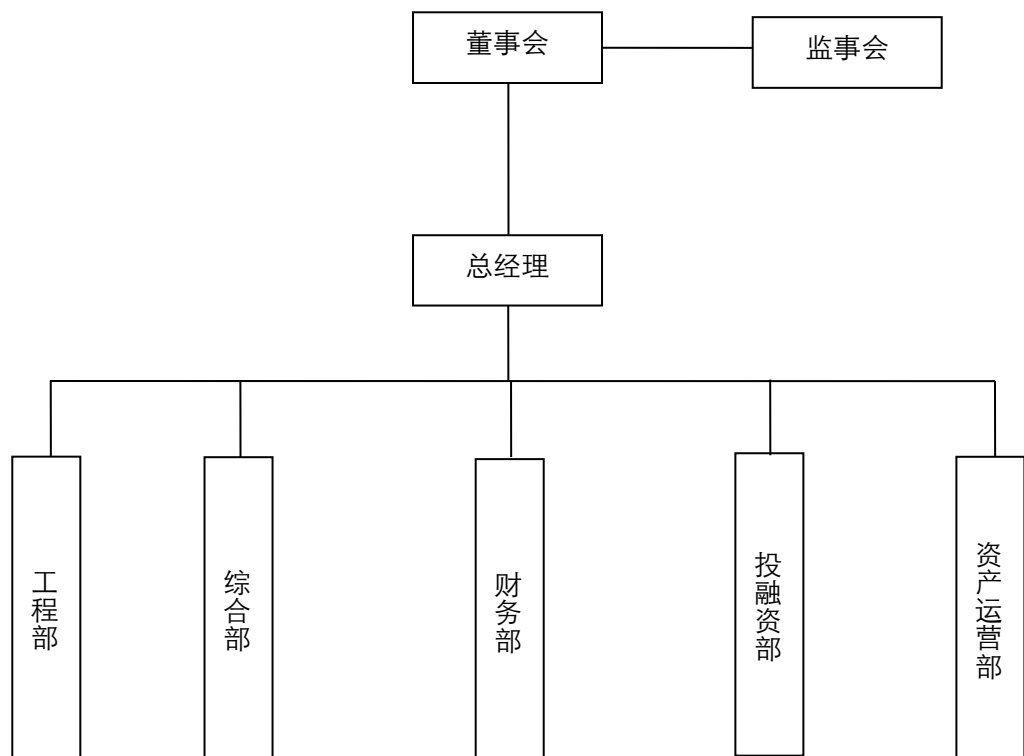 董事会
监事会
总经理
工程部
综合部
财务部
投融资部
资产运营部